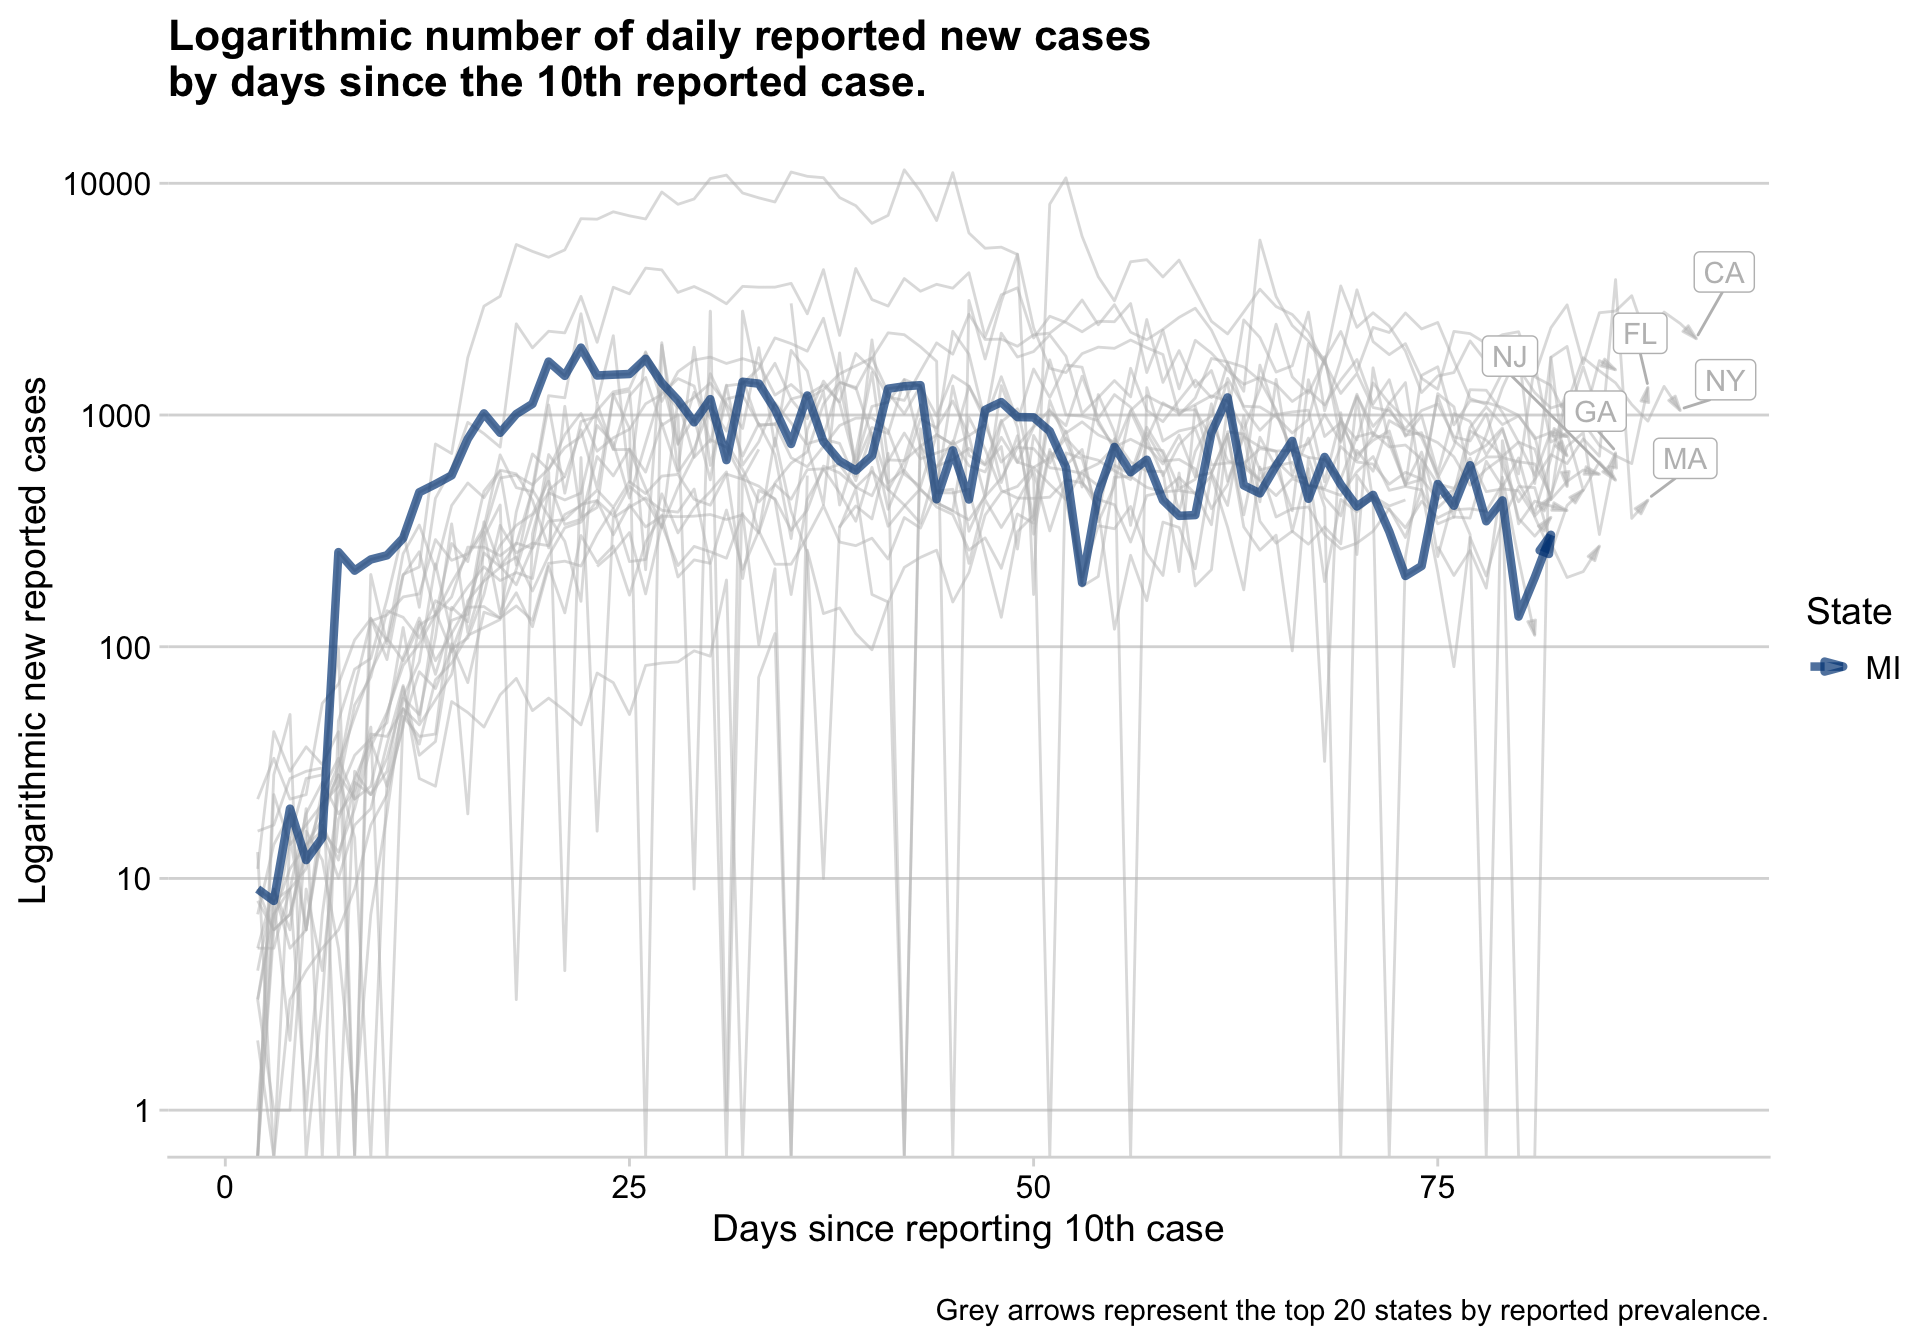 Logarithmic number of daily reported new cases
by days since the 10th reported case.
Logarithmic new reported cases
10000
1000
100
10
1
CA
FL
NJ
NY
GA
MA
State
MI
0
25
50
75
Days since reporting 10th case
Grey arrows represent the top 20 states by reported prevalence.